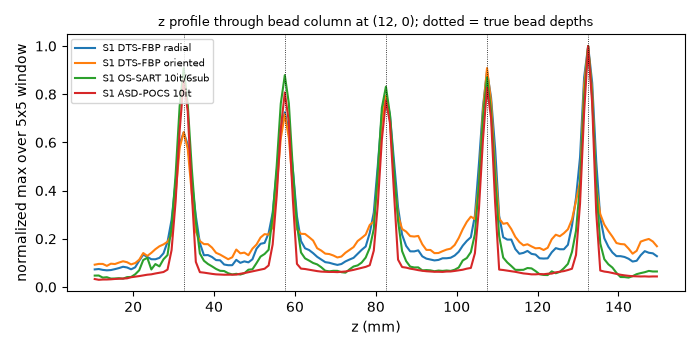 z profile through bead column at (12, 0); dotted = true bead depths
normalized max over 5x5 window
1.0
0.8
0.6
0.4
0.2
0.0
S1 DTS-FBP radial
S1 DTS-FBP oriented
S1 OS-SART 10it/6sub
S1 ASD-POCS 10it
20 40 60 80 100 120 140
z (mm)